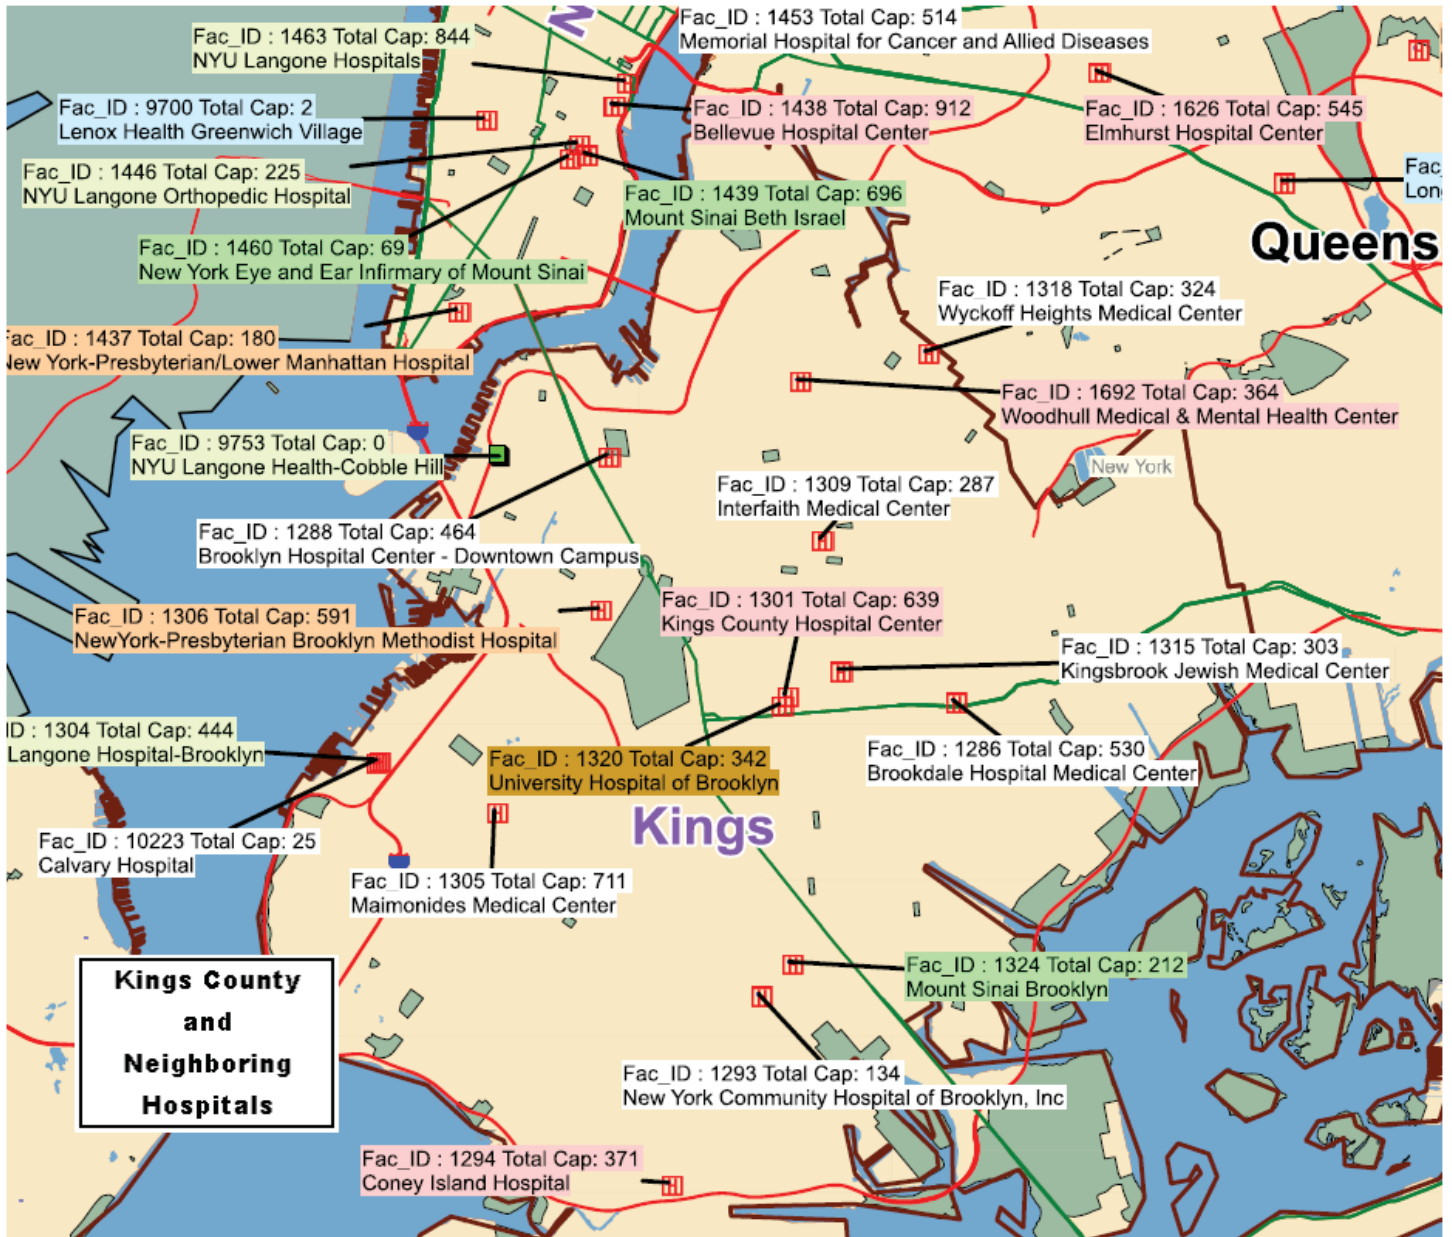 Fac_ID : 1463 Total Cap: 844
NYU Langone Hospitals
Fac_ID : 1453 Total Cap: 514
Memorial Hospital for Cancer and Allied Diseases
Fac_ID : 9700 Total Cap: 2
Lenox Health Greenwich Village
Fac_ID : 1438 Total Cap: 912
Bellevue Hospital Center
Fac_ID : 1626 Total Cap: 545
Elmhurst Hospital Center
Fac_ID : 1446 Total Cap: 225
NYU Langone Orthopedic Hospital
Fac_ID : 1439 Total Cap: 696
Mount Sinai Beth Israel
Fac_
Lon
Fac_ID : 1460 Total Cap: 69
New York Eye and Ear Infirmary of Mount Sinai
Queens
Fac_ID : 1318 Total Cap: 324
Wyckoff Heights Medical Center
Fac_ID : 1437 Total Cap: 180
New York-Presbyterian/Lower Manhattan Hospital
Fac_ID : 1692 Total Cap: 364
Woodhull Medical & Mental Health Center
Fac_ID : 9753 Total Cap: 0
NYU Langone Health-Cobble Hill
New York
Fac_ID : 1309 Total Cap: 287
Interfaith Medical Center
Fac_ID : 1288 Total Cap: 464
Brooklyn Hospital Center - Downtown Campus
Fac_ID : 1306 Total Cap: 591
NewYork-Presbyterian Brooklyn Methodist Hospital
Fac_ID : 1301 Total Cap: 639
Kings County Hospital Center
Fac_ID : 1315 Total Cap: 303
Kingsbrook Jewish Medical Center
ID : 1304 Total Cap: 444
Langone Hospital-Brooklyn
Fac_ID : 1320 Total Cap: 342
University Hospital of Brooklyn
Fac_ID : 1286 Total Cap: 530
Brookdale Hospital Medical Center
Kings
Fac_ID : 10223 Total Cap: 25
Calvary Hospital
Fac_ID : 1305 Total Cap: 711
Maimonides Medical Center
Fac_ID : 1324 Total Cap: 212
Mount Sinai Brooklyn
Kings County
and
Neighboring
Hospitals
Fac_ID : 1293 Total Cap: 134
New York Community Hospital of Brooklyn, Inc
Fac_ID : 1294 Total Cap: 371
Coney Island Hospital